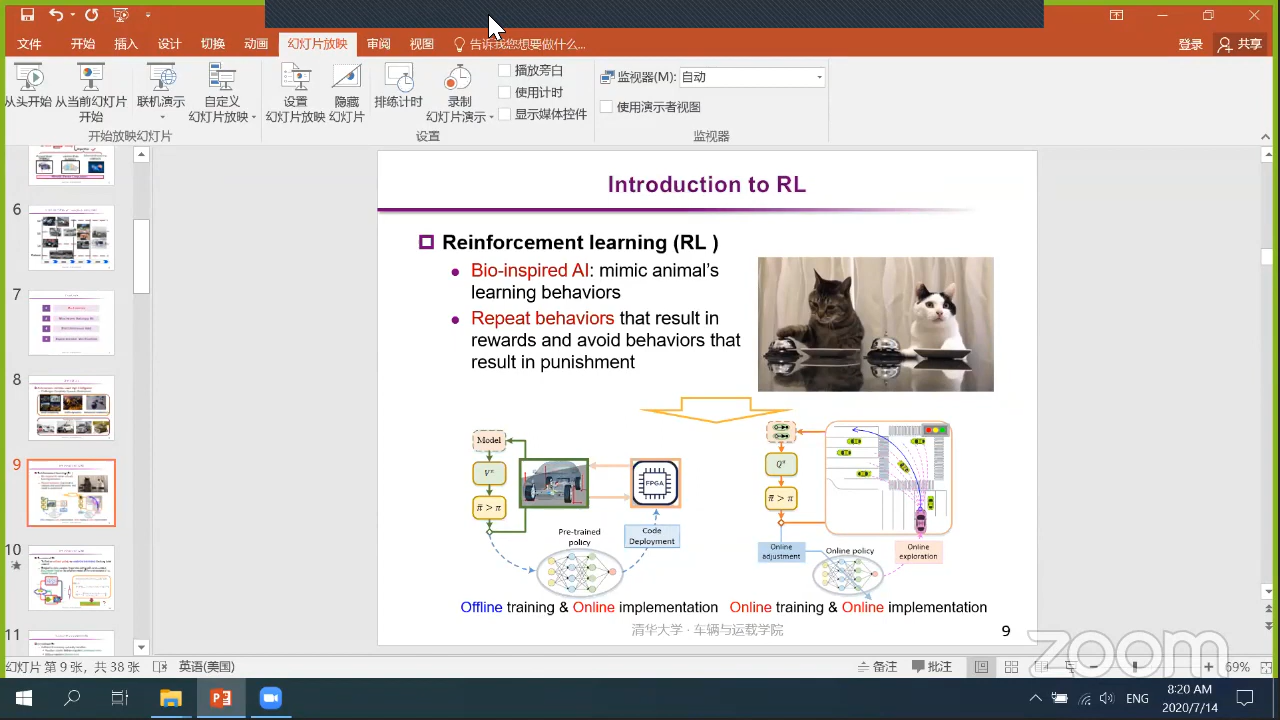 文件 开始 插入 设计 切换 动画 幻灯片放映 审阅 视图 告诉我您想要做什么... 登录 共享
从头开始 从当前幻灯片 联机演示 自定义 设置 隐藏 排练计时 录制
开始 幻灯片放映 幻灯片放映 幻灯片 幻灯片演示
播放旁白
使用计时
显示媒体控件
监视器(M): 自动
使用演示者视图
开始放映幻灯片 设置 监视器
6
7
8
9
10
11
Introduction to RL
Reinforcement learning (RL )
Bio-inspired AI: mimic animal’s
learning behaviors
Repeat behaviors that result in
rewards and avoid behaviors that
result in punishment
Model
Vπ
π̄ > π
FPGA
Pre-trained
policy
Code
Deployment
Qπ
π̄ > π
Online
adjustment
Online policy
Online
exploration
Offline training & Online implementation
Online training & Online implementation
清华大学 · 车辆与运载学院
9
幻灯片 第 9 张，共 38 张 英语(美国) 备注 批注 69%
zoom
ENG
8:20 AM
2020/7/14